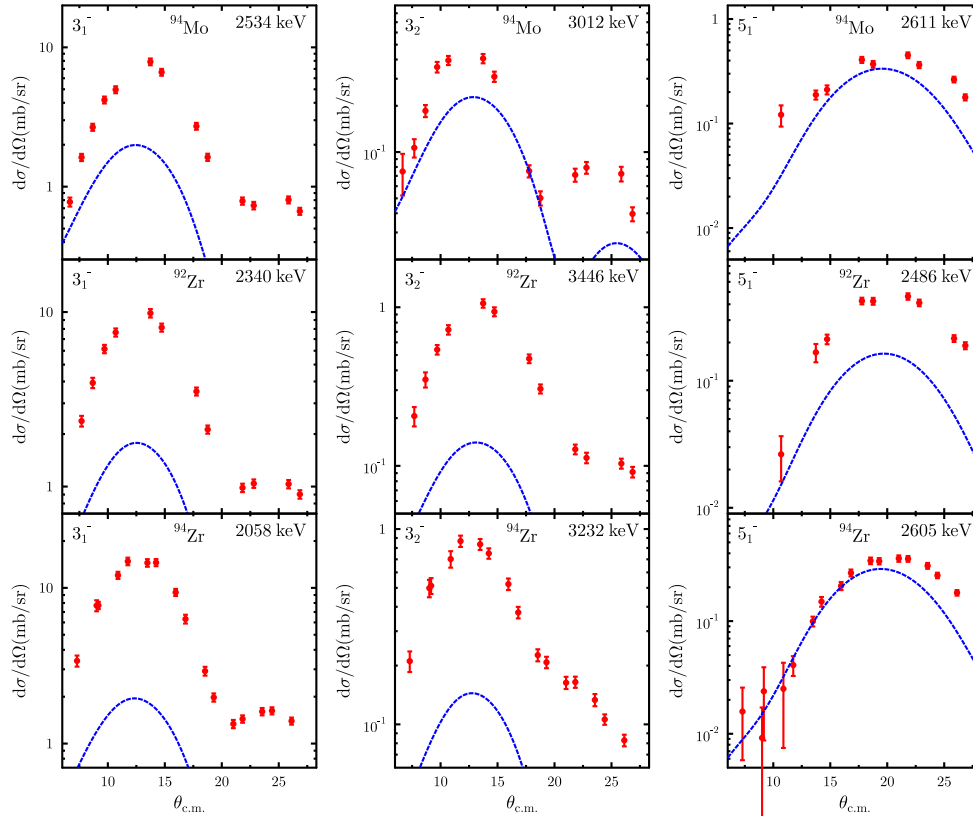 3₁⁻ ⁹⁴Mo 2534 keV
10
1
dσ/dΩ(mb/sr)
3₂⁻ ⁹⁴Mo 3012 keV
10⁻¹
dσ/dΩ(mb/sr)
5₁⁻ ⁹⁴Mo 2611 keV
1
10⁻¹
10⁻²
dσ/dΩ(mb/sr)
3₁⁻ ⁹²Zr 2340 keV
10
1
dσ/dΩ(mb/sr)
3₂⁻ ⁹²Zr 3446 keV
1
10⁻¹
dσ/dΩ(mb/sr)
5₁⁻ ⁹²Zr 2486 keV
10⁻¹
10⁻²
dσ/dΩ(mb/sr)
3₁⁻ ⁹⁴Zr 2058 keV
10
1
dσ/dΩ(mb/sr)
10 15 20 25
θc.m.
3₂⁻ ⁹⁴Zr 3232 keV
1
10⁻¹
dσ/dΩ(mb/sr)
10 15 20 25
θc.m.
5₁⁻ ⁹⁴Zr 2605 keV
1
10⁻¹
10⁻²
dσ/dΩ(mb/sr)
10 15 20 25
θc.m.